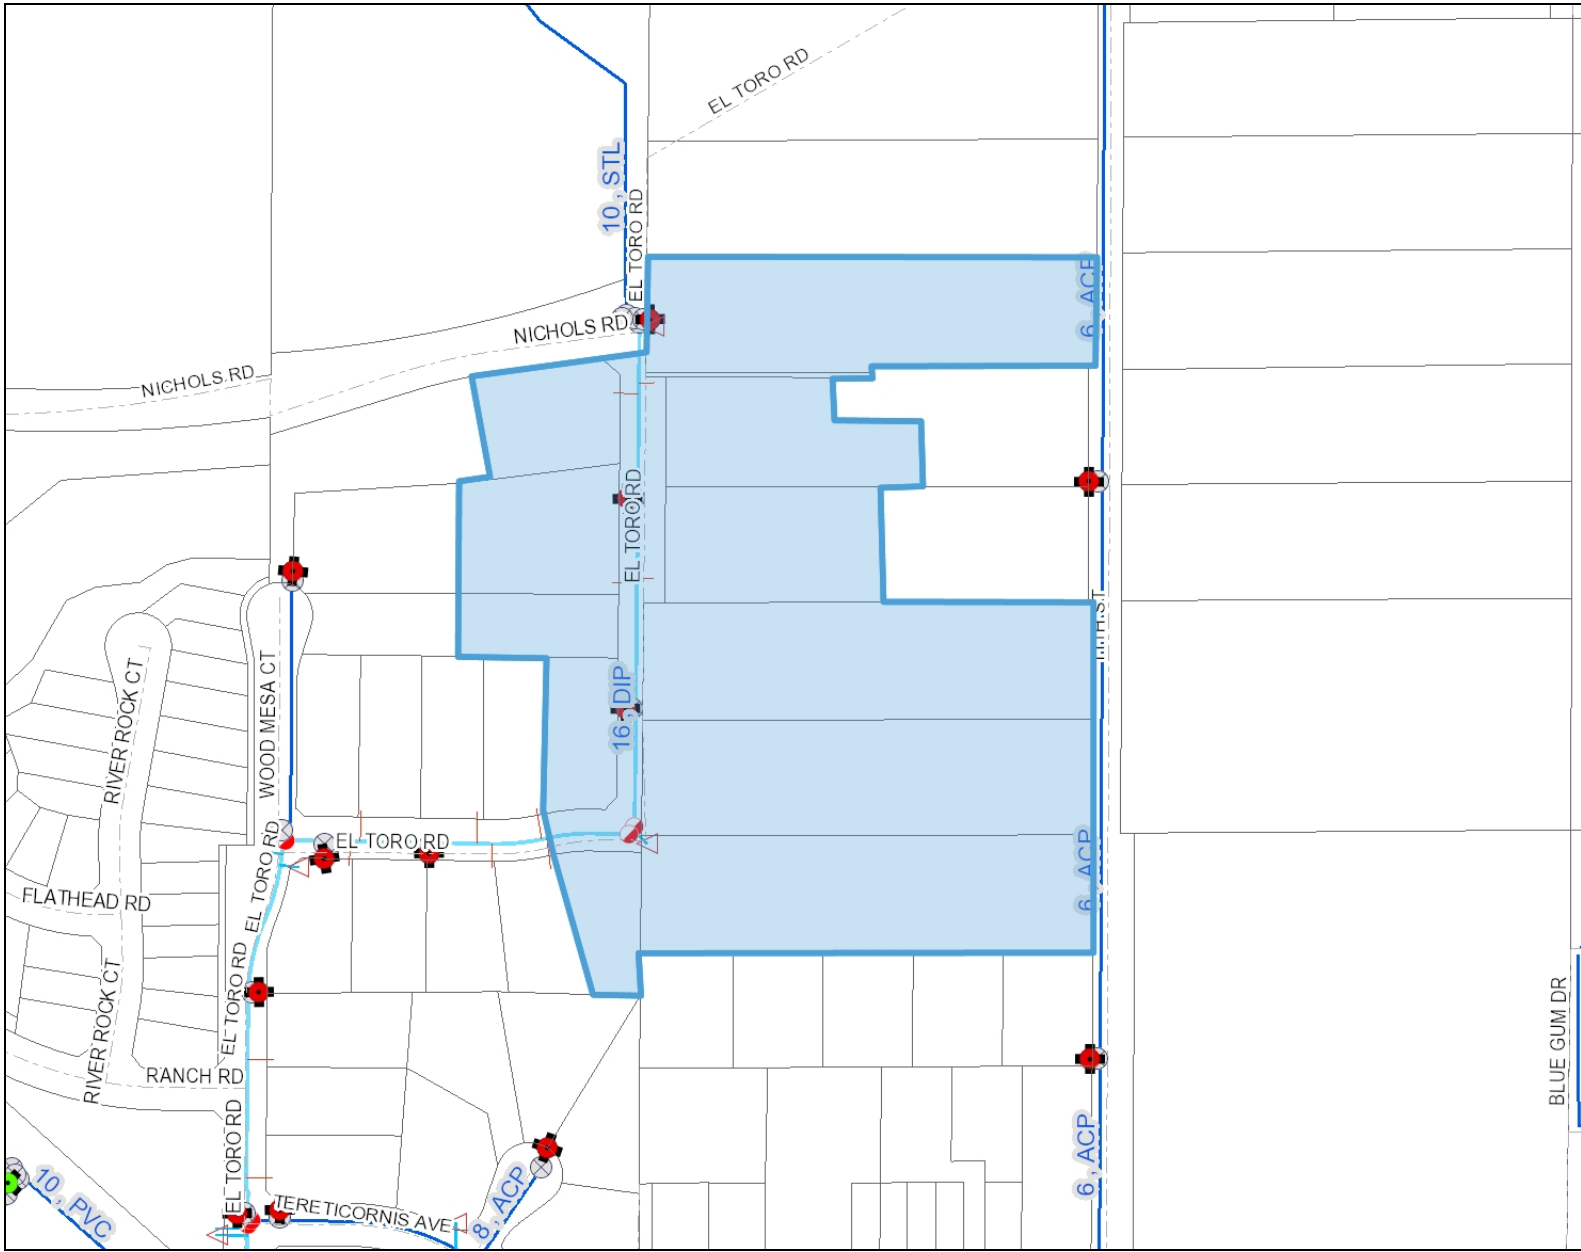 EL TORO RD
10 , STL
EL TORO RD
6 , ACP
NICHOLS RD
NICHOLS RD
EL TORO RD
16 , DIP
WOOD MESA CT
RIVER ROCK CT
EL TORO RD
EL TORO RD
6 , ACP
FLATHEAD RD
EL TORO RD
RIVER ROCK CT
RANCH RD
BLUE GUM DR
EL TORO RD
6 , ACP
10 , PVC
TERETICORNIS AVE
8 , ACP